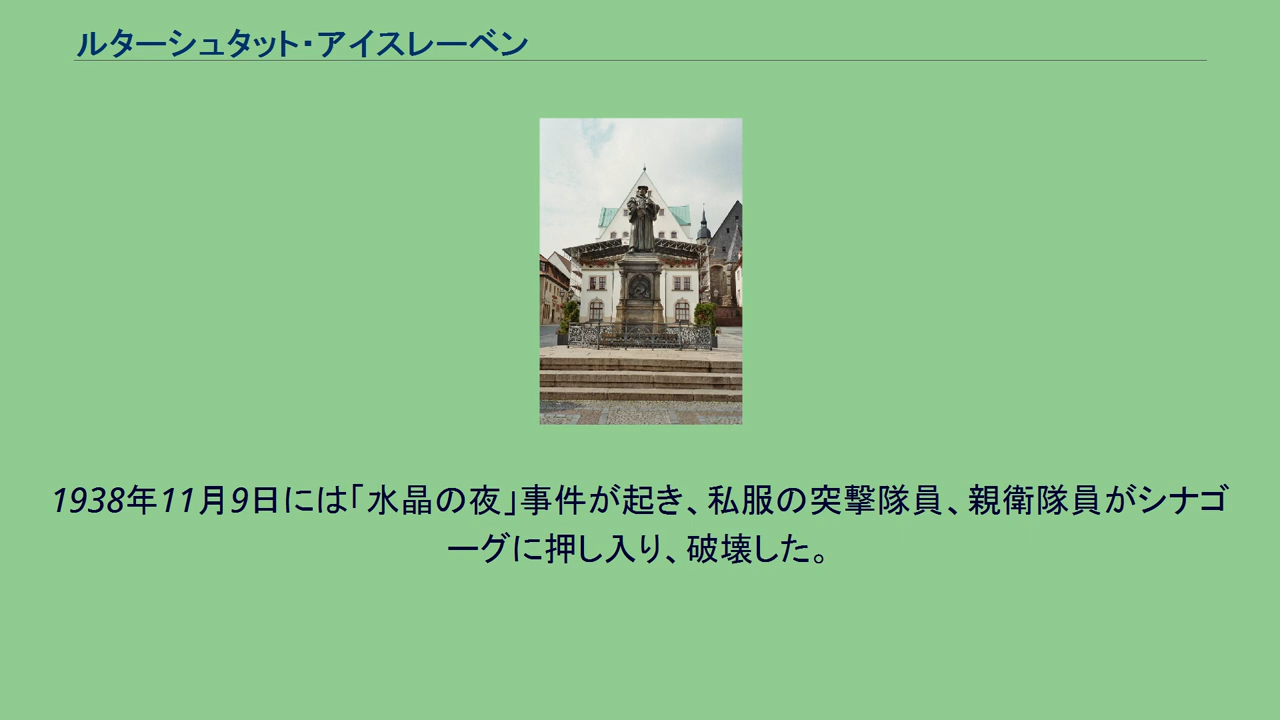 ルターシュタット・アイスレーベン
1938年11月9日には「水晶の夜」事件が起き、私服の突撃隊員、親衛隊員がシナゴ
ーグに押し入り、破壊した。